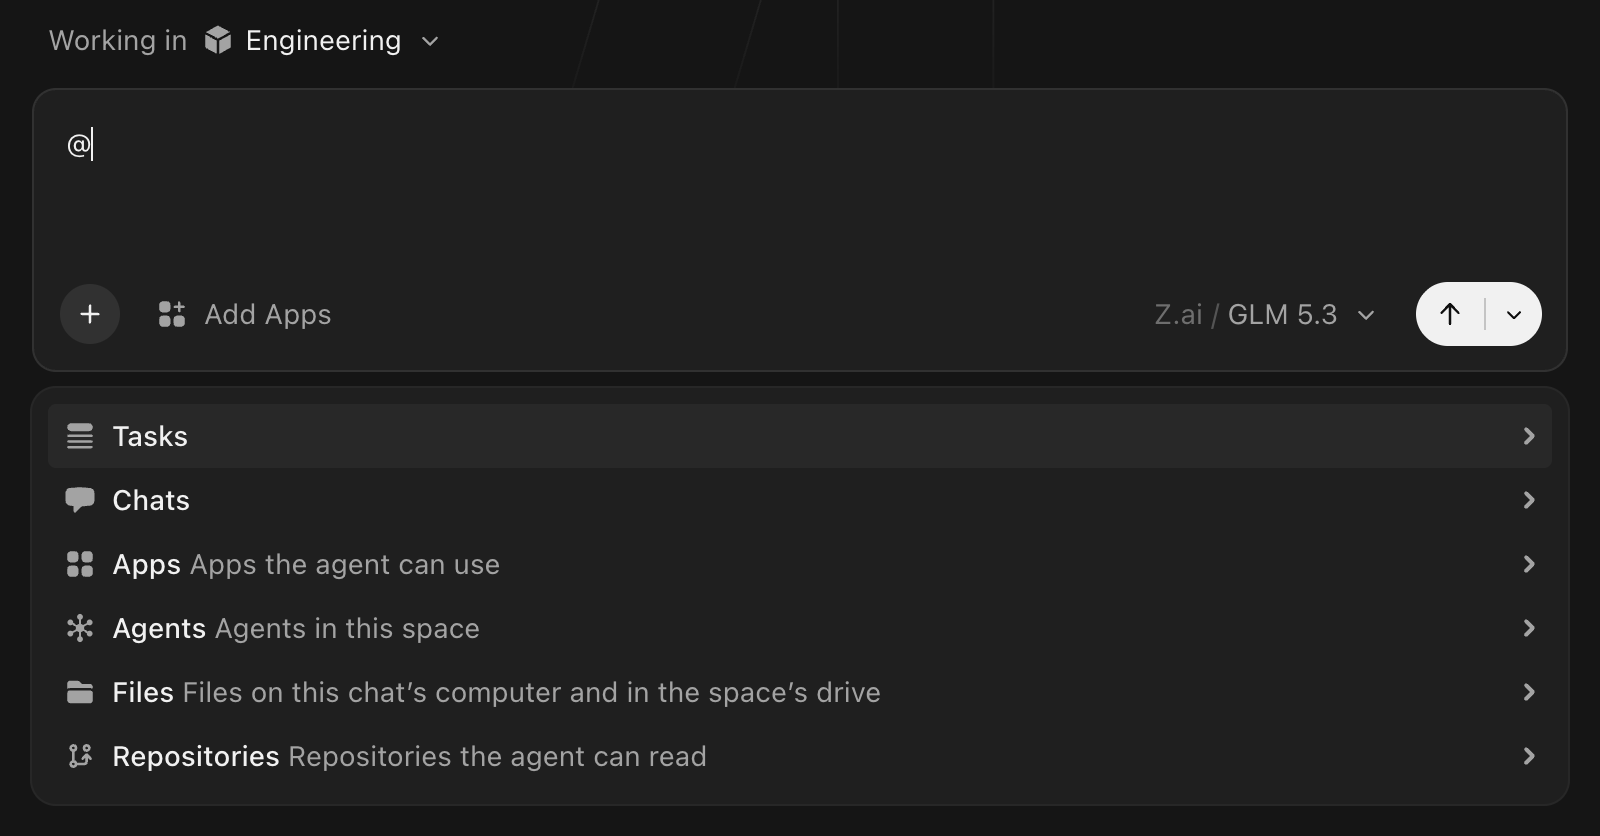 Working in Engineering
@
Add Apps
Z.ai / GLM 5.3
Tasks
Chats
Apps Apps the agent can use
Agents Agents in this space
Files Files on this chat’s computer and in the space’s drive
Repositories Repositories the agent can read